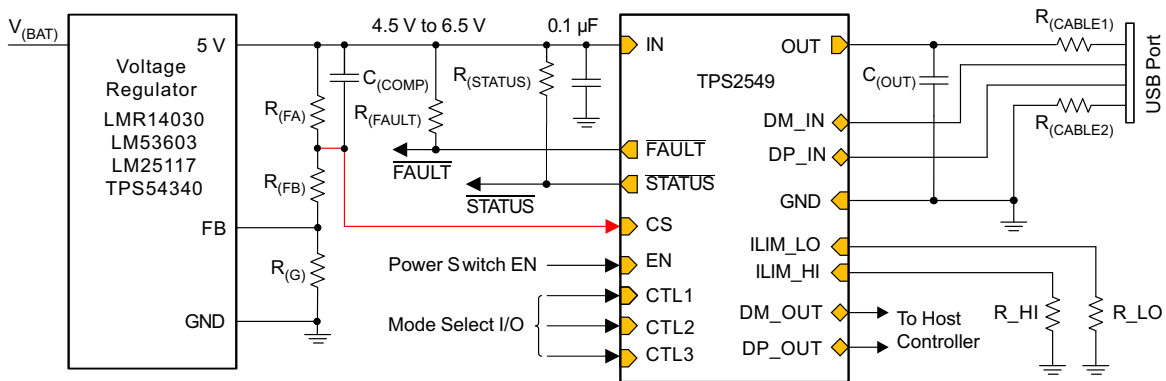 V(BAT)
5 V
Voltage
Regulator
LMR14030
LM53603
LM25117
TPS54340
FB
GND
4.5 V to 6.5 V
0.1 µF
C(COMP)
R(FA)
R(FAULT)
R(STATUS)
R(FB)
R(G)
FAULT
STATUS
Power Switch EN
Mode Select I/O
TPS2549
IN
FAULT
STATUS
CS
EN
CTL1
CTL2
CTL3
OUT
DM_IN
DP_IN
GND
ILIM_LO
ILIM_HI
DM_OUT
DP_OUT
C(OUT)
R(CABLE1)
R(CABLE2)
USB Port
R_HI
R_LO
To Host
Controller